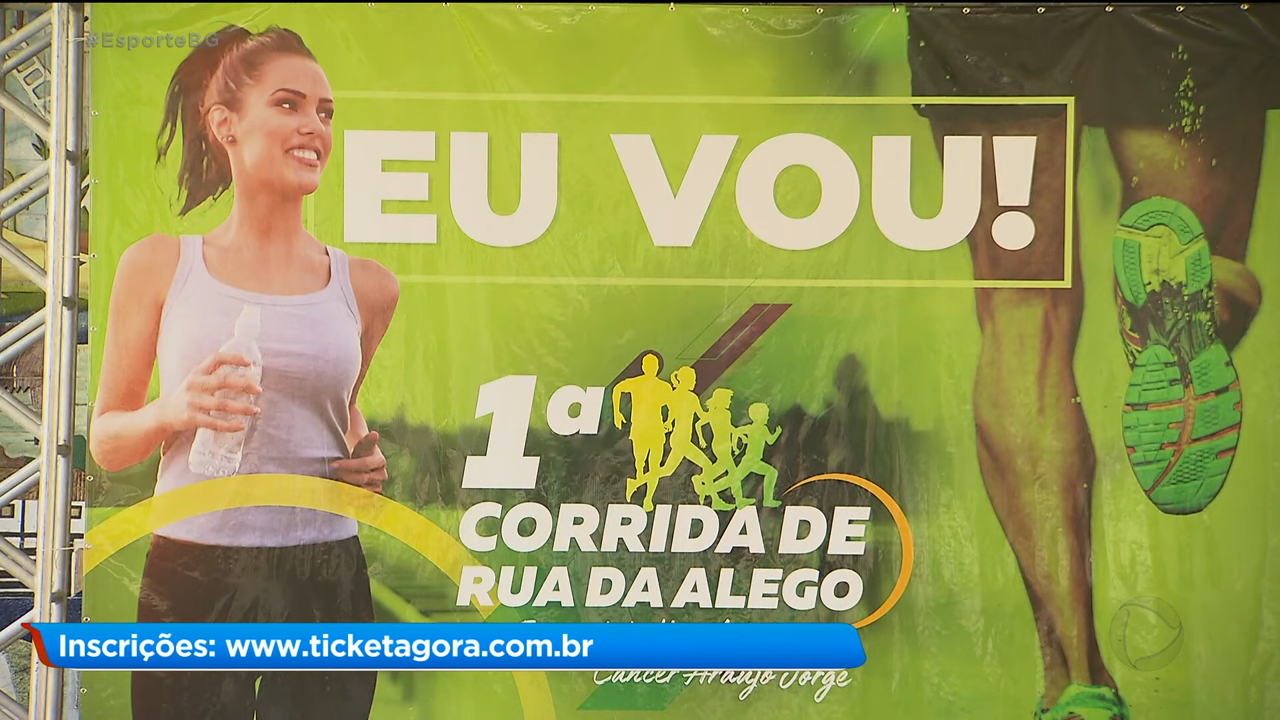 #EsporteBG
EU VOU!
1ª
CORRIDA DE
RUA DA ALEGO
Inscrições: www.ticketagora.com.br
Câncer Araújo Jorge